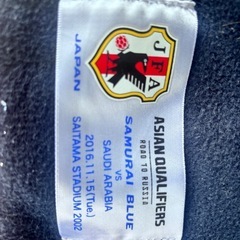 JFA
JAPAN
ASIAN QUALIFIERS
ROAD TO RUSSIA
SAMURAI BLUE
vs
SAUDI ARABIA
2016.11.15(Tue.)
SAITAMA STADIUM 2002